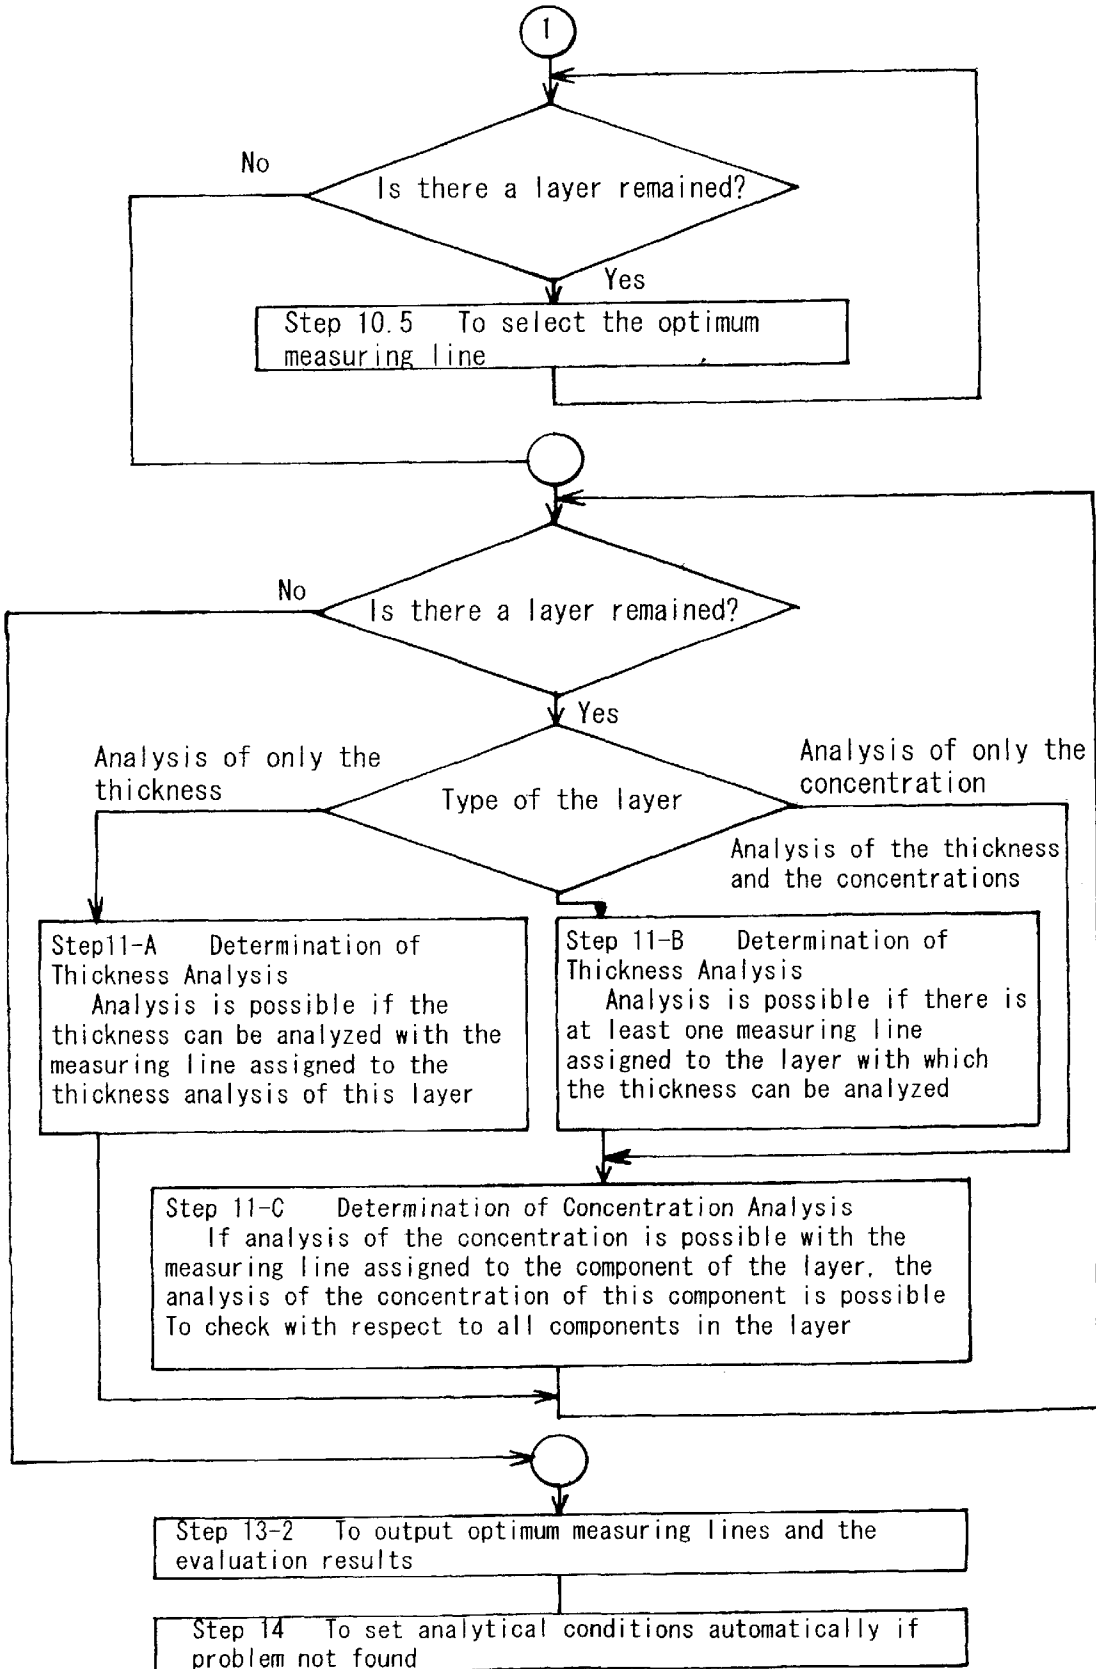 1
No
Is there a layer remained?
Yes
Step 10.5 To select the optimum
measuring line
No
Is there a layer remained?
Yes
Analysis of only the
thickness
Type of the layer
Analysis of only the
concentration
Analysis of the thickness
and the concentrations
Step11-A Determination of
Thickness Analysis
Analysis is possible if the
thickness can be analyzed with the
measuring line assigned to the
thickness analysis of this layer
Step 11-B Determination of
Thickness Analysis
Analysis is possible if there is
at least one measuring line
assigned to the layer with which
the thickness can be analyzed
Step 11-C Determination of Concentration Analysis
If analysis of the concentration is possible with the
measuring line assigned to the component of the layer, the
analysis of the concentration of this component is possible
To check with respect to all components in the layer
Step 13-2 To output optimum measuring lines and the
evaluation results
Step 14 To set analytical conditions automatically if
problem not found